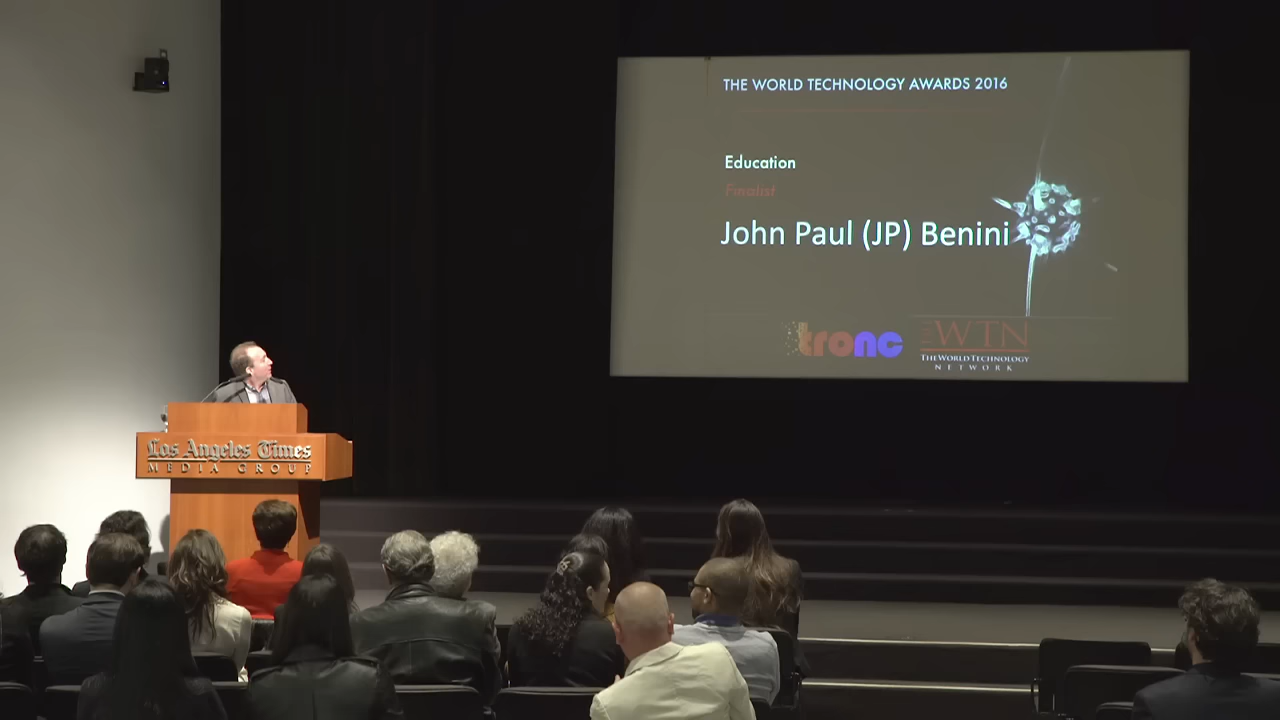 THE WORLD TECHNOLOGY AWARDS 2016
Education
Finalist
John Paul (JP) Benini
tronc
THE WTN
THE WORLD TECHNOLOGY
NETWORK
Los Angeles Times
MEDIA GROUP